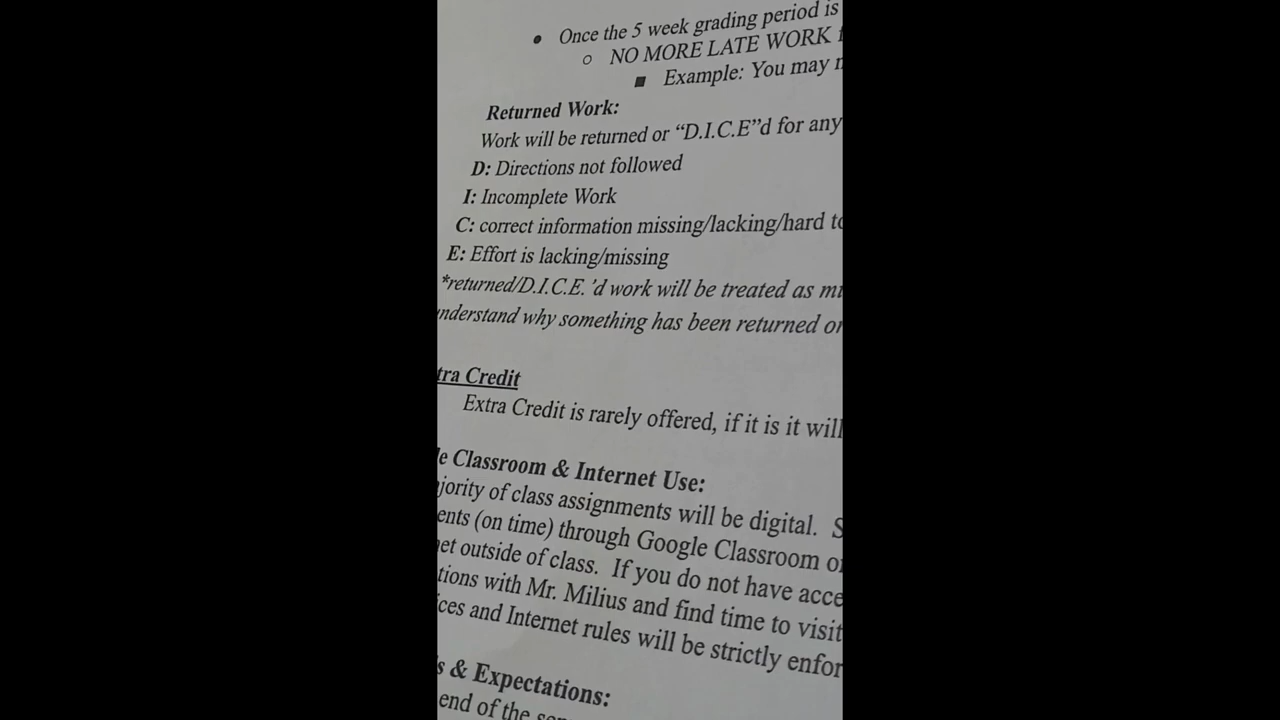 • Once the 5 week grading period is
○ NO MORE LATE WORK
■ Example: You may
Returned Work:
Work will be returned or “D.I.C.E”d for any
D: Directions not followed
I: Incomplete Work
C: correct information missing/lacking/hard to
E: Effort is lacking/missing
*returned/D.I.C.E. 'd work will be treated as
understand why something has been returned or
tra Credit
Extra Credit is rarely offered, if it is it will
le Classroom & Internet Use:
jority of class assignments will be digital. S
ents (on time) through Google Classroom or
net outside of class. If you do not have acce
tions with Mr. Milius and find time to visit
ices and Internet rules will be strictly enfor
s & Expectations:
end of the